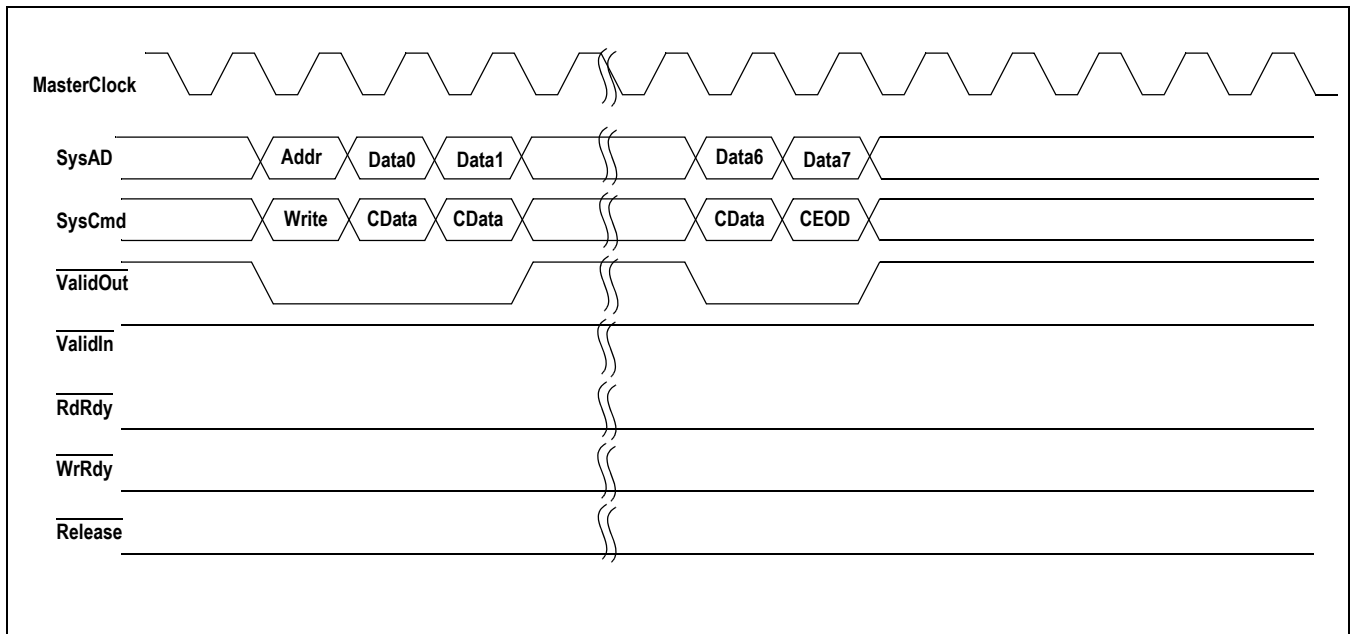 MasterClock
SysAD Addr Data0 Data1 Data6 Data7
SysCmd Write CData CData CData CEOD
ValidOut
ValidIn
RdRdy
WrRdy
Release